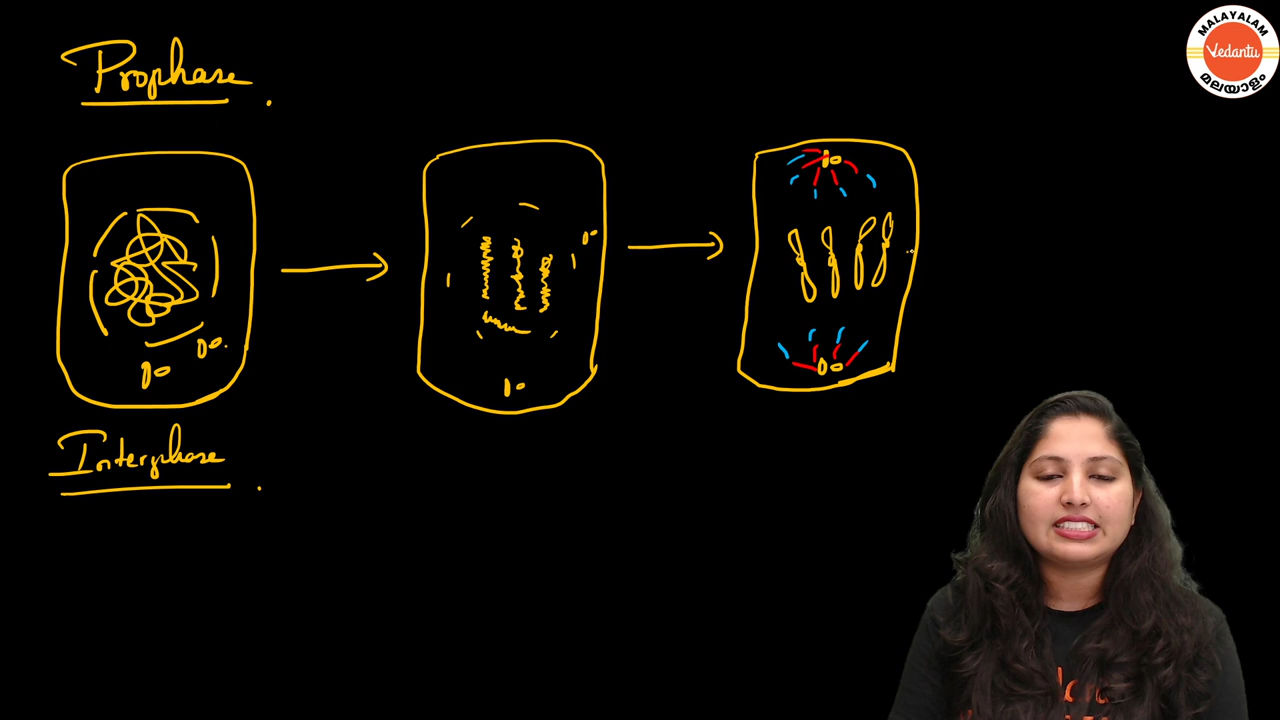 Prophase.
MALAYALAM
Vedantu
മലയാളം
Interphase.